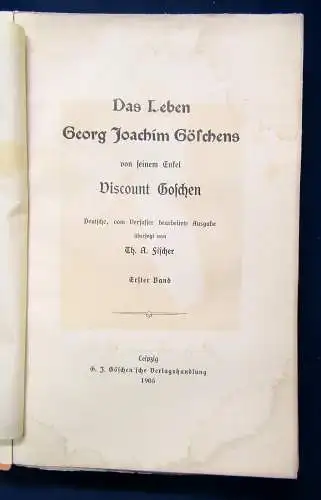 Das Leben
Georg Joachim Göschens
von seinem Enkel
Viscount Goschen
Deutsche, vom Verfasser bearbeitete Ausgabe
übersetzt von
Th. A. Fischer
Erster Band
Leipzig
G. J. Göschen'sche Verlagshandlung
1905